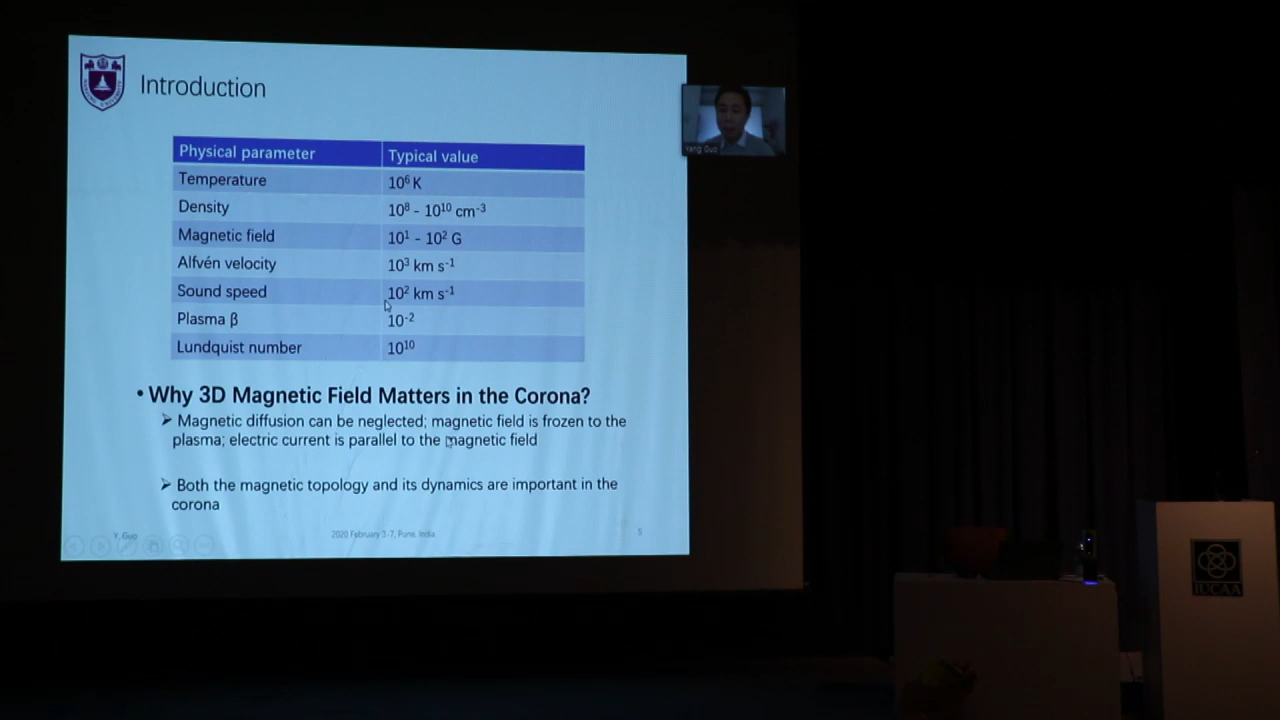 Introduction
Physical parameter Typical value
Temperature 10⁶ K
Density 10⁸ - 10¹⁰ cm⁻³
Magnetic field 10¹ - 10² G
Alfvén velocity 10³ km s⁻¹
Sound speed 10² km s⁻¹
Plasma β 10⁻²
Lundquist number 10¹⁰
• Why 3D Magnetic Field Matters in the Corona?
➢ Magnetic diffusion can be neglected; magnetic field is frozen to the
plasma; electric current is parallel to the magnetic field
➢ Both the magnetic topology and its dynamics are important in the
corona
Y. Guo 2020 February 3-7, Pune, India 5
Yang Guo
IUCAA